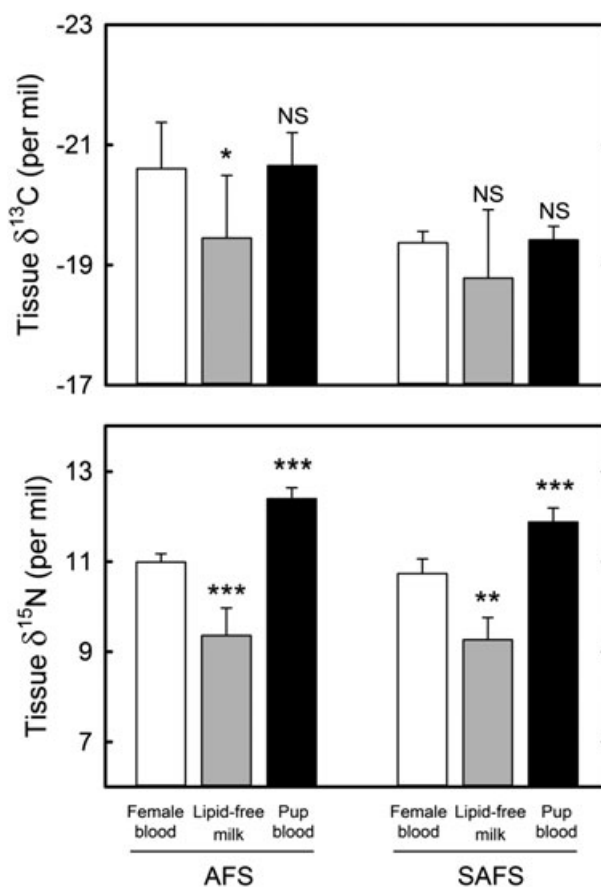 -23
-21
-19
-17
Tissue δ¹³C (per mil)
*
NS
NS
NS
13
11
9
7
Tissue δ¹⁵N (per mil)
***
***
**
***
Female blood
Lipid-free milk
Pup blood
Female blood
Lipid-free milk
Pup blood
AFS
SAFS